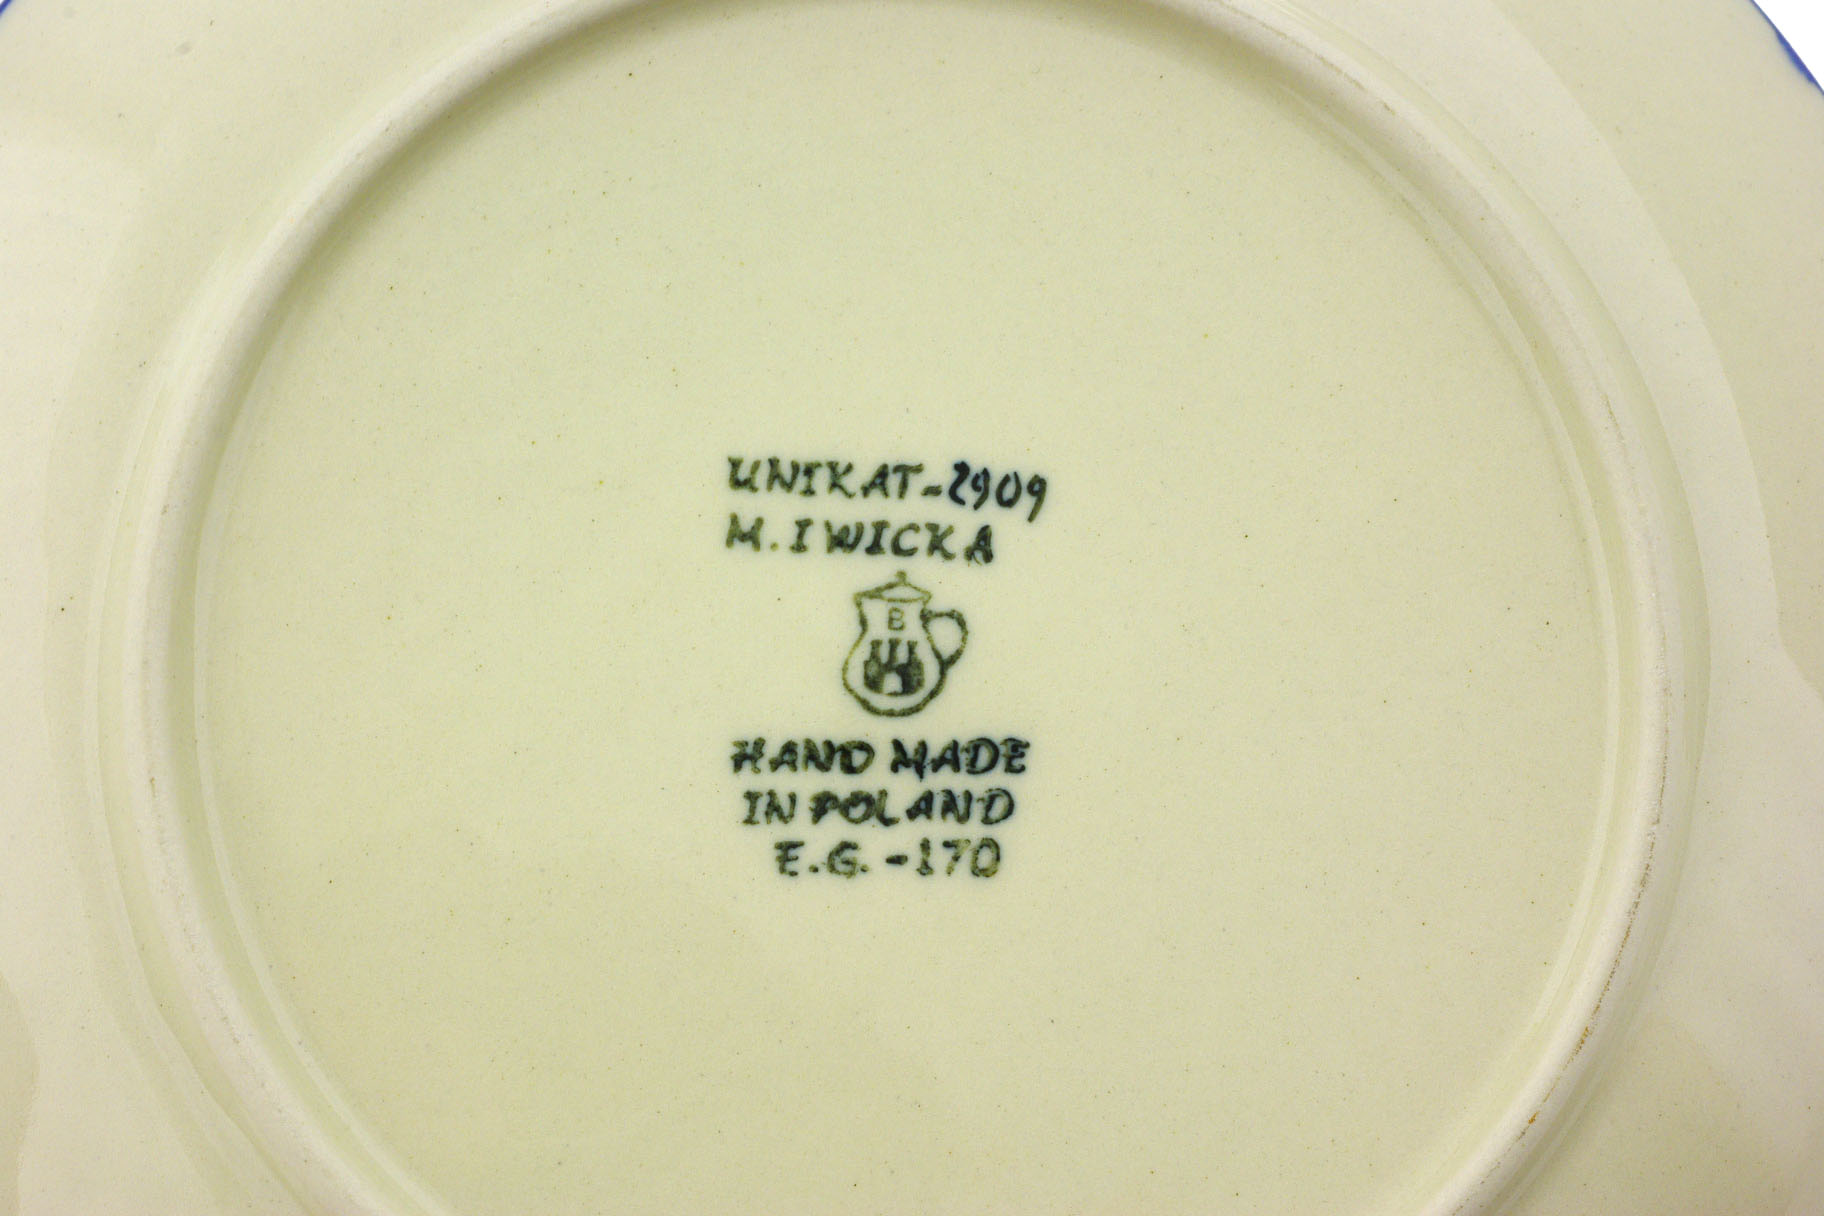 UNIKAT-2909
M. IWICKA
B
HAND MADE
IN POLAND
E.G.-170